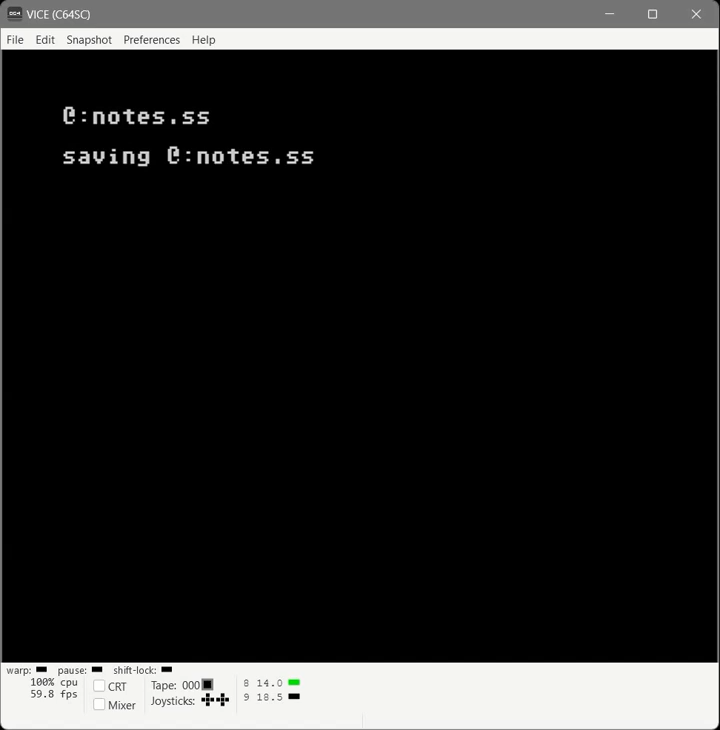 VICE (C64SC)
File Edit Snapshot Preferences Help
@:notes.ss
saving @:notes.ss
warp: pause: shift-lock:
100% cpu
59.8 fps
CRT
Mixer
Tape: 000
Joysticks:
8 14.0
9 18.5